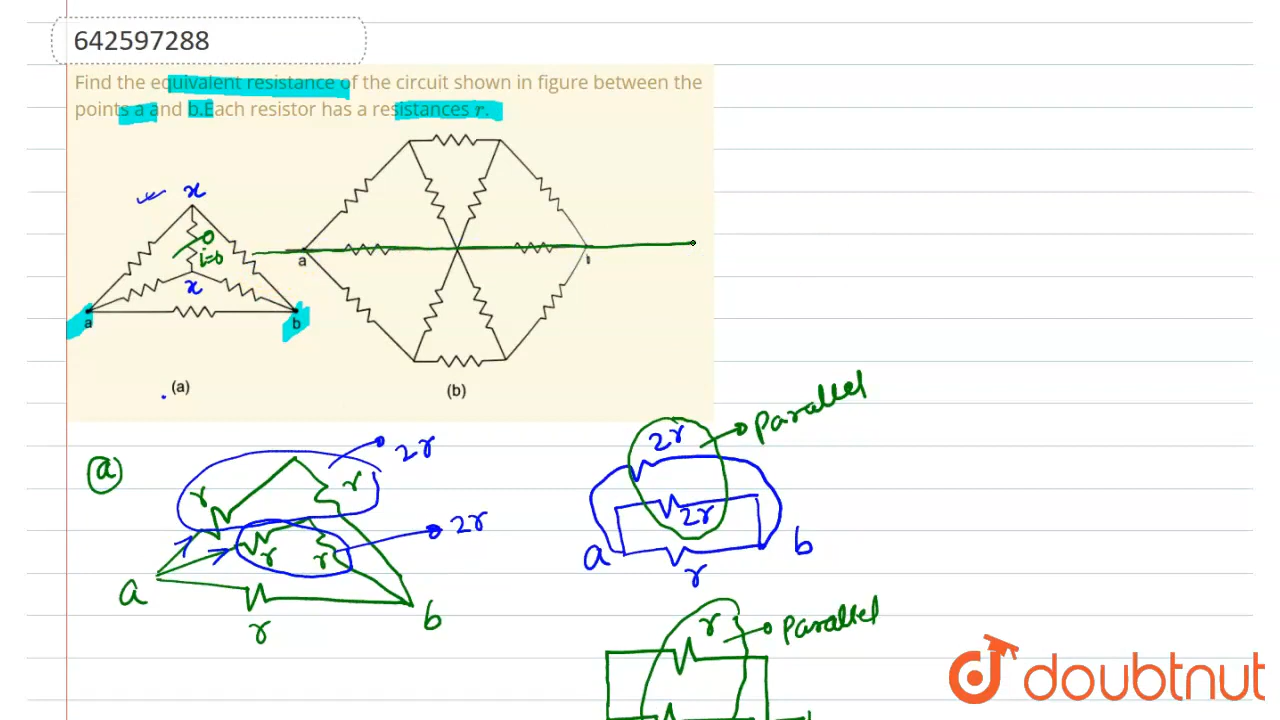 642597288
Find the equivalent resistance of the circuit shown in figure between the
points a and b.Each resistor has a resistances r.
x
0
i=0
x
a
b
a
(a)
(b)
Parallel
a
2r
r
r
2r
r
r
2r
2r
a
b
r
a
b
r
r
Parallel
doubtnut